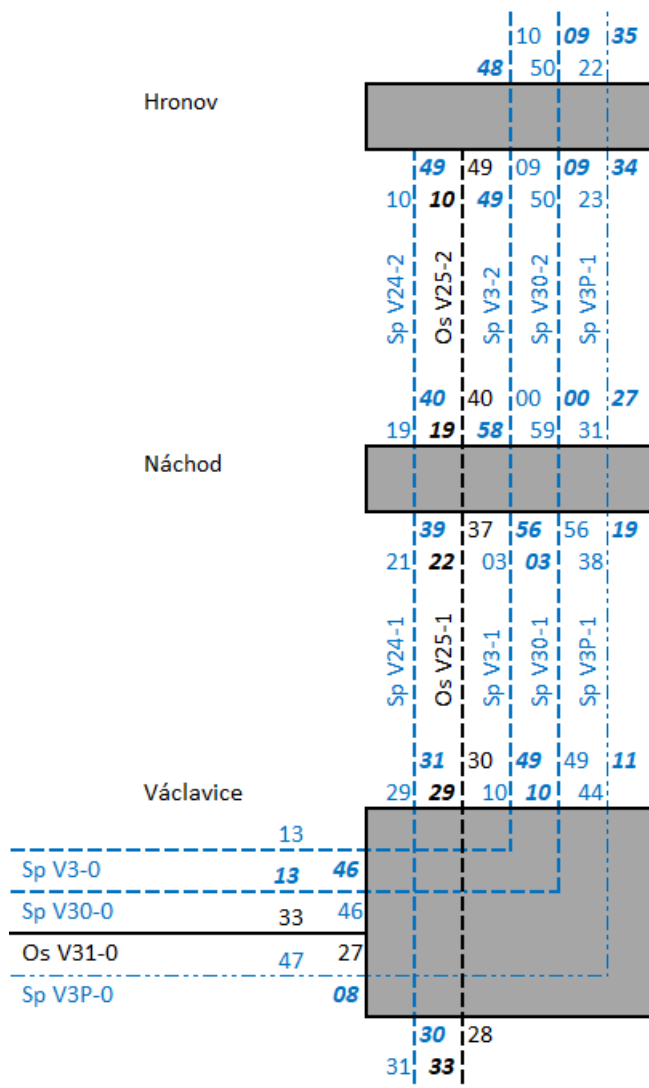 10 09 35
48 50 22
Hronov
49 49 09 09 34
10 10 49 50 23
Sp V24-2 Os V25-2 Sp V3-2 Sp V30-2 Sp V3P-1
40 40 00 00 27
19 19 58 59 31
Náchod
39 37 56 56 19
21 22 03 03 38
Sp V24-1 Os V25-1 Sp V3-1 Sp V30-1 Sp V3P-1
31 30 49 49 11
Václavice 29 29 10 10 44
13
Sp V3-0 13 46
Sp V30-0 33 46
Os V31-0 47 27
Sp V3P-0 08
30 28
31 33